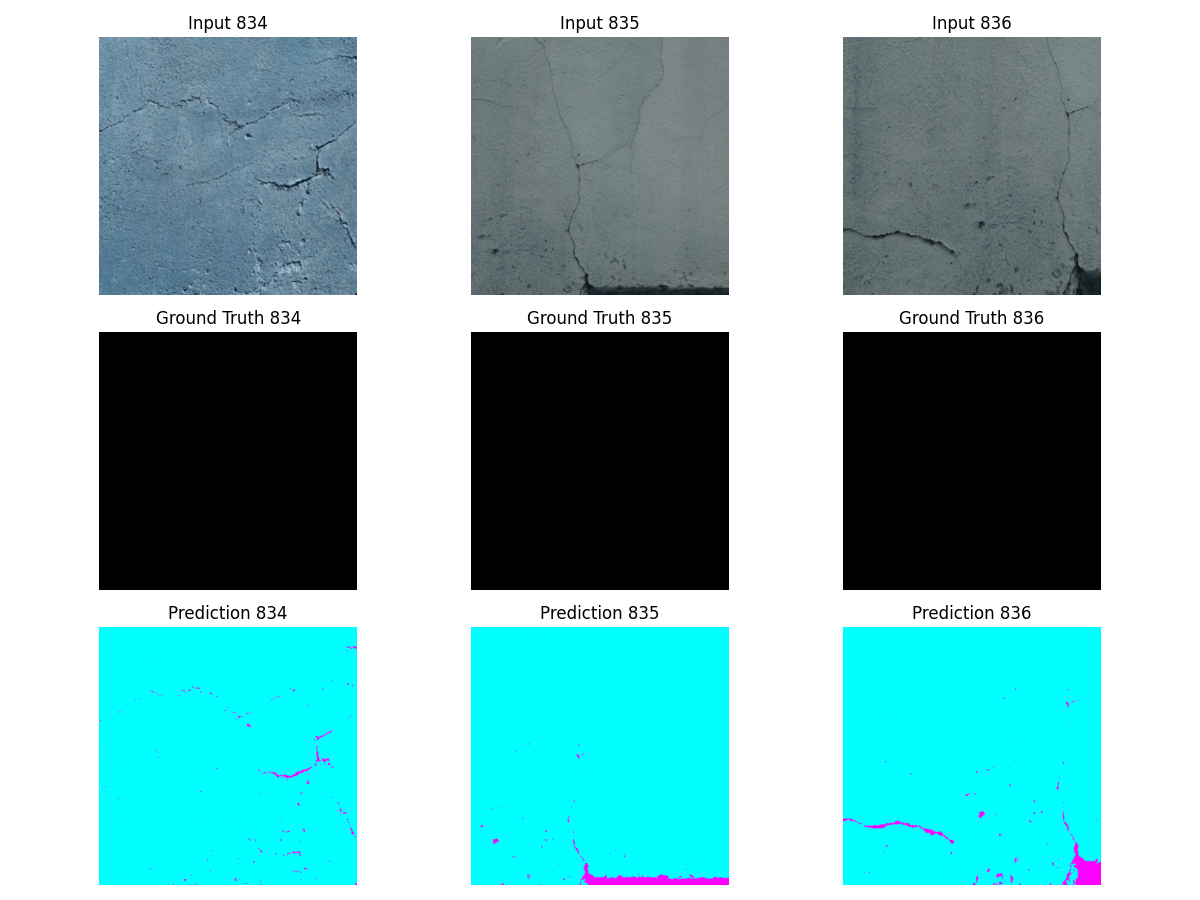 Input 834
Input 835
Input 836
Ground Truth 834
Ground Truth 835
Ground Truth 836
Prediction 834
Prediction 835
Prediction 836